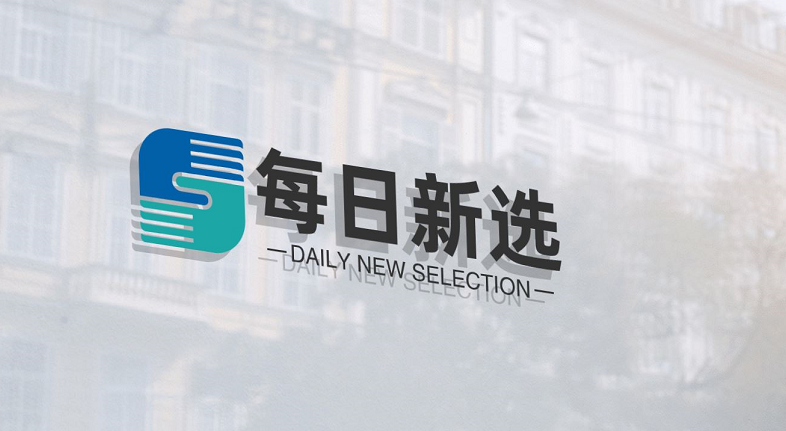 每日新选
—DAILY NEW SELECTION—